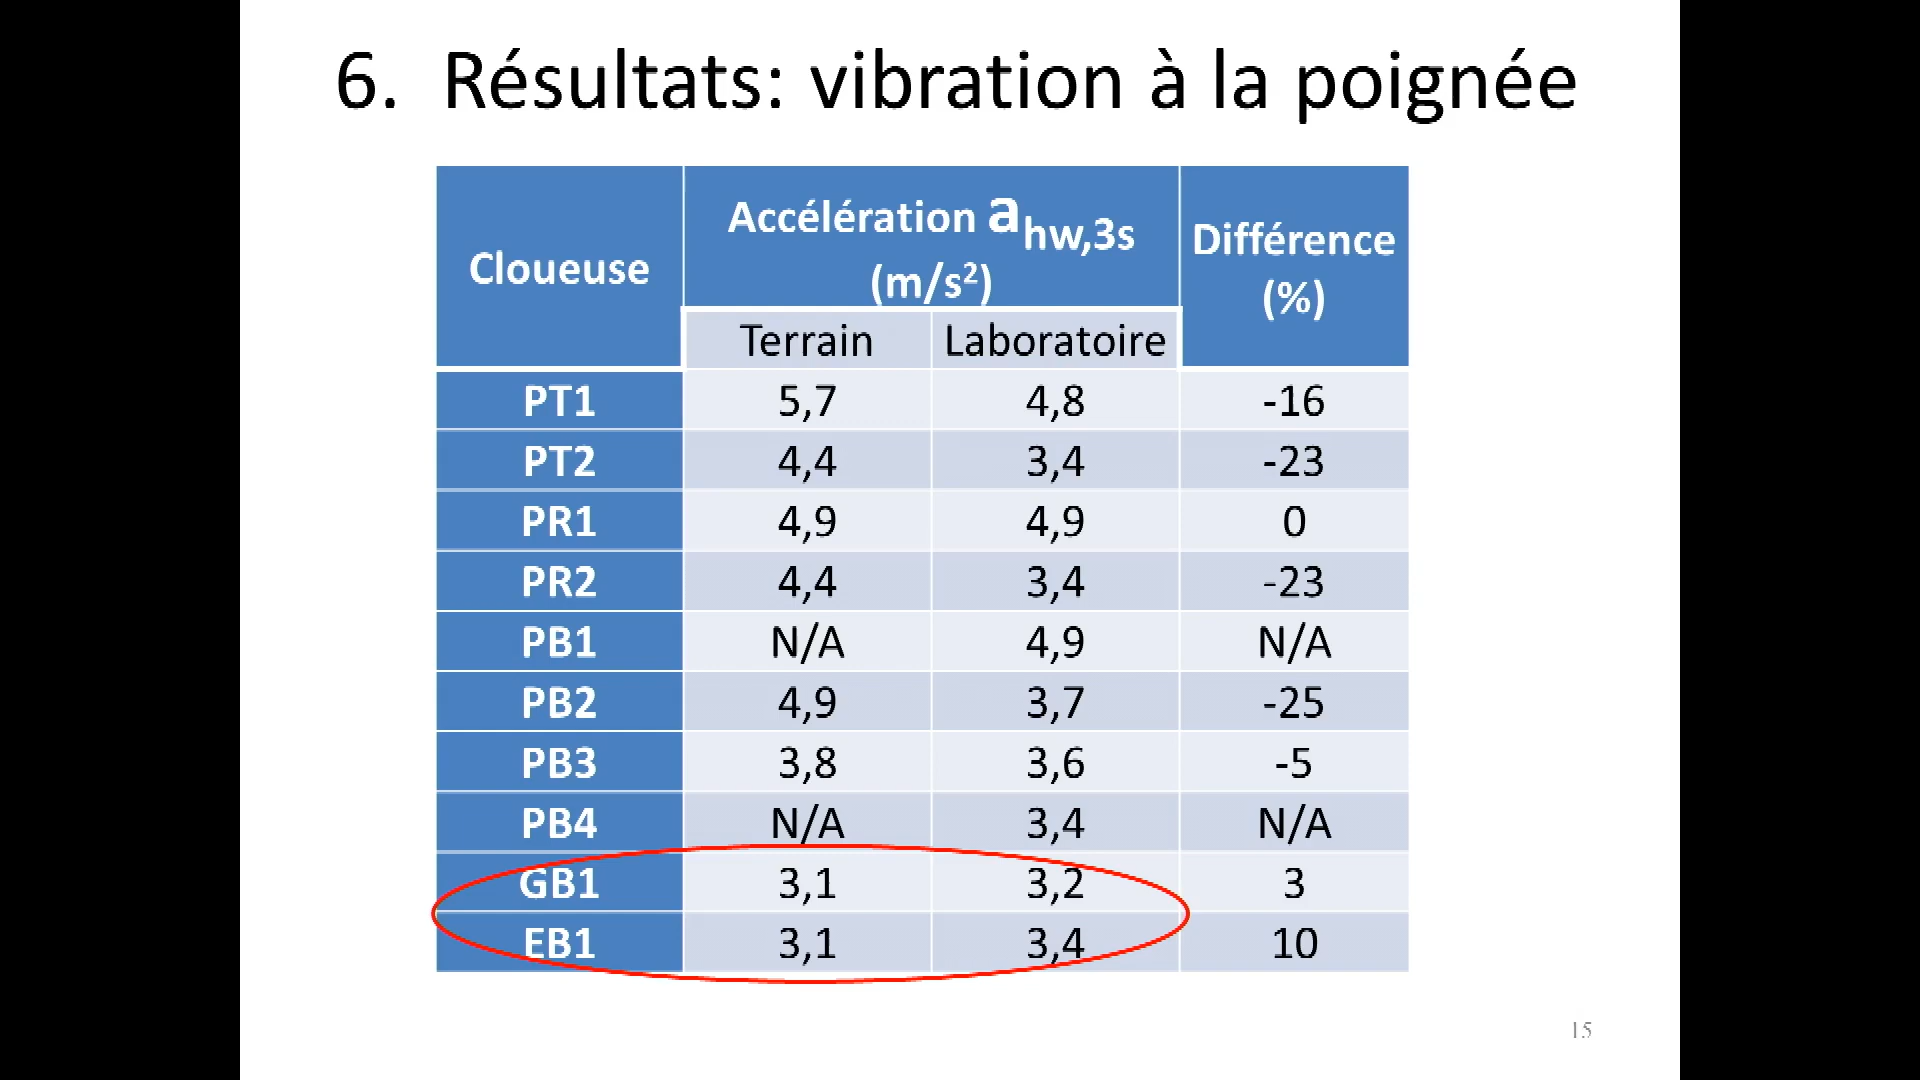 6. Résultats: vibration à la poignée
Cloueuse
Accélération ahw,3s
(m/s²)
Différence
(%)
Terrain Laboratoire
PT1 5,7 4,8 -16
PT2 4,4 3,4 -23
PR1 4,9 4,9 0
PR2 4,4 3,4 -23
PB1 N/A 4,9 N/A
PB2 4,9 3,7 -25
PB3 3,8 3,6 -5
PB4 N/A 3,4 N/A
GB1 3,1 3,2 3
EB1 3,1 3,4 10
15